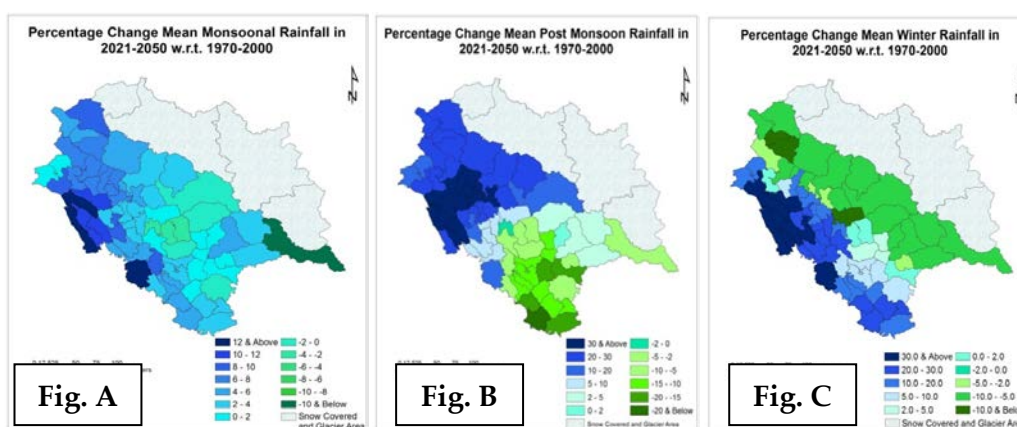 Percentage Change Mean Monsoonal Rainfall in
2021-2050 w.r.t. 1970-2000
12 & Above
10 - 12
8 - 10
6 - 8
4 - 6
2 - 4
0 - 2
-2 - 0
-4 - -2
-6 - -4
-8 - -6
-10 - -8
-10 & Below
Snow Covered
and Glacier Area
Fig. A
Percentage Change Mean Post Monsoon Rainfall in
2021-2050 w.r.t. 1970-2000
30 & Above
20 - 30
10 - 20
5 - 10
2 - 5
0 - 2
-2 - 0
-5 - -2
-10 - -5
-15 - -10
-20 - -15
-20 & Below
Snow Covered and Glacier Area
Fig. B
Percentage Change Mean Winter Rainfall in
2021-2050 w.r.t. 1970-2000
30.0 & Above
20.0 - 30.0
10.0 - 20.0
5.0 - 10.0
2.0 - 5.0
0.0 - 2.0
-2.0 - 0.0
-5.0 - -2.0
-10.0 - -5.0
-10.0 & Below
Snow Covered and Glacier Area
Fig. C